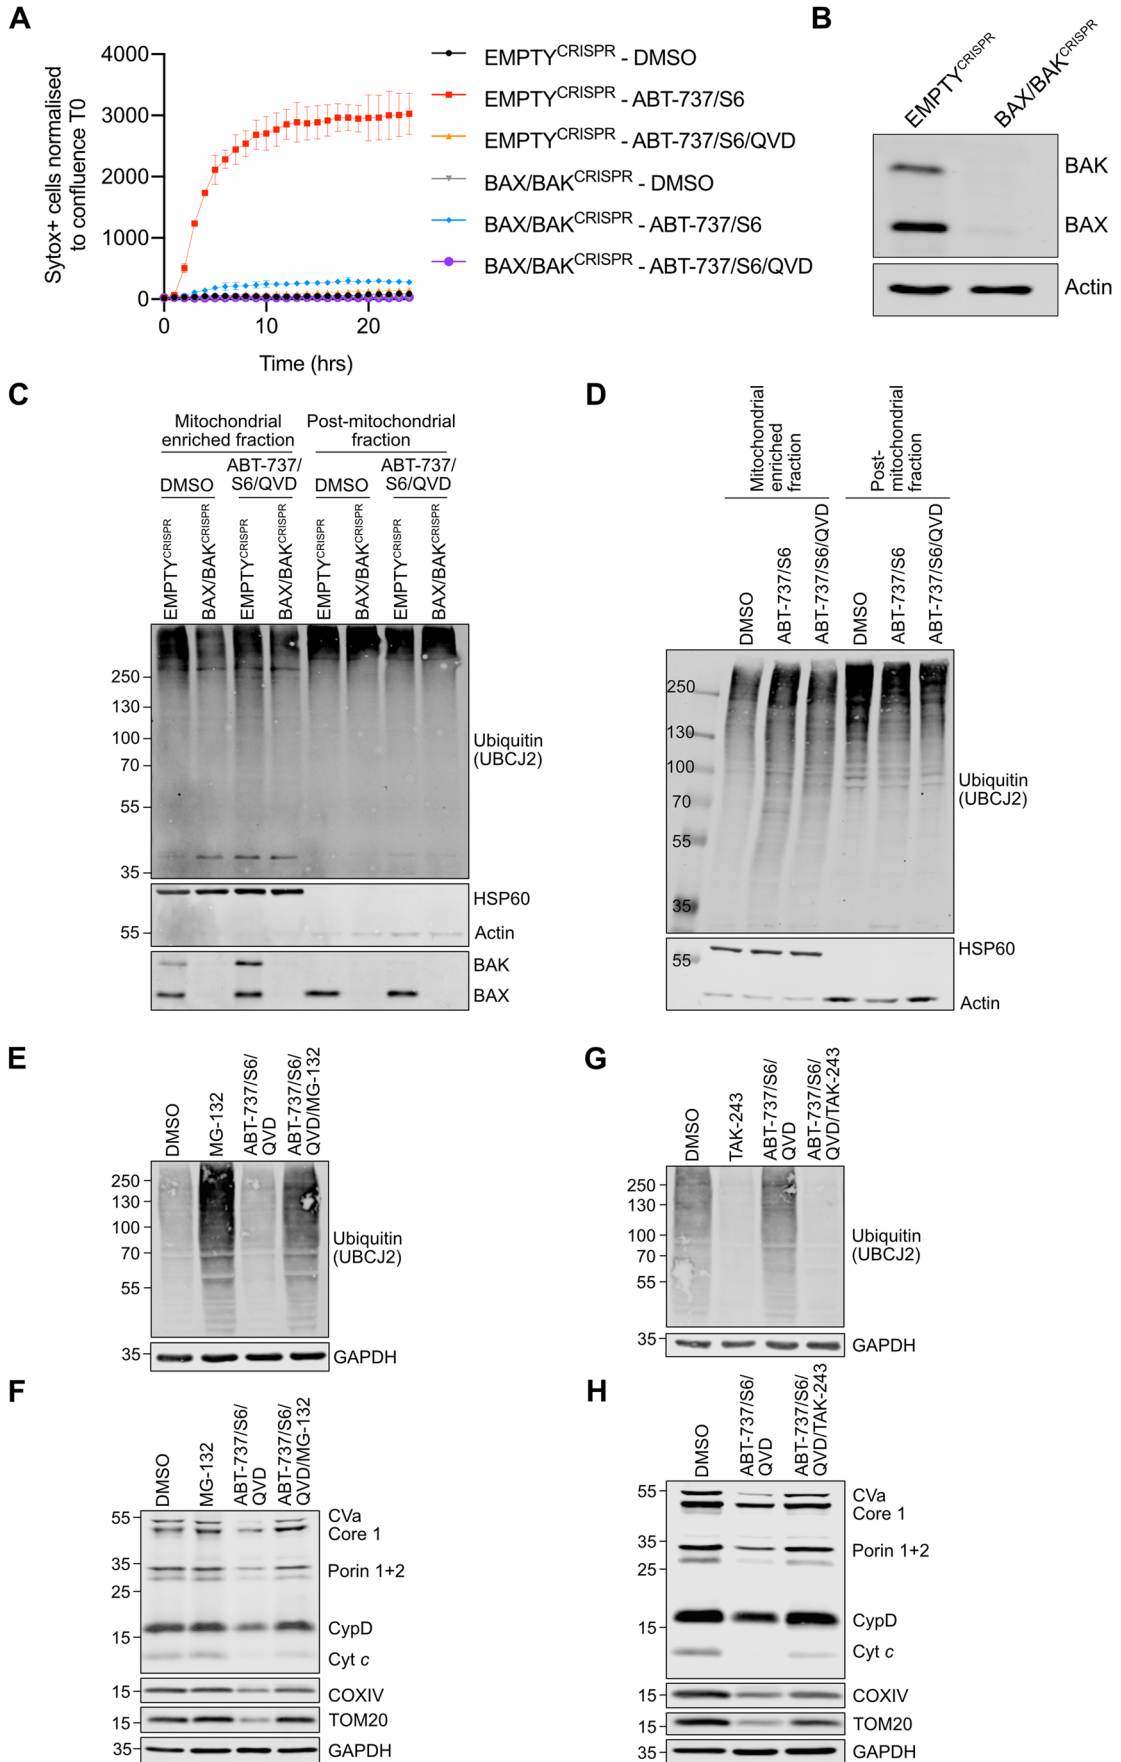 A
Sytox+ cells normalised
to confluence T0
4000
3000
2000
1000
0
0
10
20
Time (hrs)
EMPTYCRISPR - DMSO
EMPTYCRISPR - ABT-737/S6
EMPTYCRISPR - ABT-737/S6/QVD
BAX/BAKCRISPR - DMSO
BAX/BAKCRISPR - ABT-737/S6
BAX/BAKCRISPR - ABT-737/S6/QVD
B
EMPTYCRISPR
BAX/BAKCRISPR
BAK
BAX
Actin
C
Mitochondrial
enriched fraction
Post-mitochondrial
fraction
DMSO
ABT-737/
S6/QVD
DMSO
ABT-737/
S6/QVD
EMPTYCRISPR
BAX/BAKCRISPR
EMPTYCRISPR
BAX/BAKCRISPR
EMPTYCRISPR
BAX/BAKCRISPR
EMPTYCRISPR
BAX/BAKCRISPR
250
130
100
70
55
35
Ubiquitin
(UBCJ2)
HSP60
55
Actin
BAK
BAX
D
Mitochondrial
enriched
fraction
Post-
mitochondrial
fraction
DMSO
ABT-737/S6
ABT-737/S6/QVD
DMSO
ABT-737/S6
ABT-737/S6/QVD
250
130
100
70
55
35
Ubiquitin
(UBCJ2)
55
HSP60
Actin
E
DMSO
MG-132
ABT-737/S6/
QVD
ABT-737/S6/
QVD/MG-132
250
130
100
70
55
Ubiquitin
(UBCJ2)
35
GAPDH
G
DMSO
TAK-243
ABT-737/S6/
QVD
ABT-737/S6/
QVD/TAK-243
250
130
100
70
55
Ubiquitin
(UBCJ2)
35
GAPDH
F
DMSO
MG-132
ABT-737/S6/
QVD
ABT-737/S6/
QVD/MG-132
55
35
25
15
CVa
Core 1
Porin 1+2
CypD
Cyt c
15
COXIV
15
TOM20
35
GAPDH
H
DMSO
ABT-737/S6/
QVD
ABT-737/S6/
QVD/TAK-243
55
35
25
15
CVa
Core 1
Porin 1+2
CypD
Cyt c
15
COXIV
15
TOM20
35
GAPDH